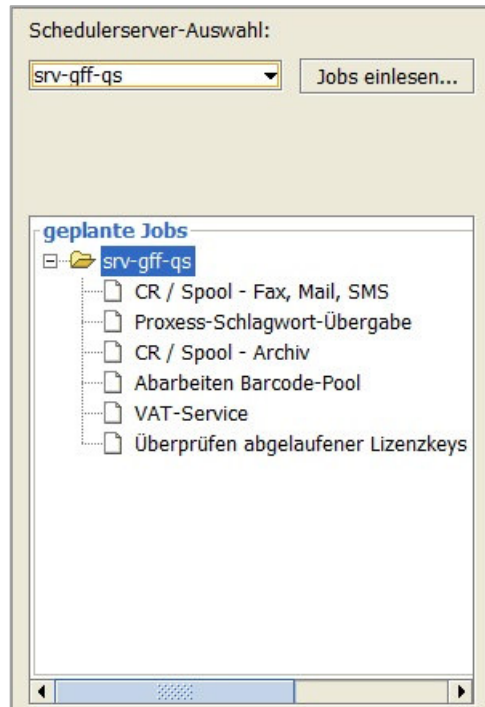 Schedulerserver-Auswahl:
srv-gff-qs Jobs einlesen...
geplante Jobs
srv-gff-qs
CR / Spool - Fax, Mail, SMS
Proxess-Schlagwort-Übergabe
CR / Spool - Archiv
Abarbeiten Barcode-Pool
VAT-Service
Überprüfen abgelaufener Lizenzkeys